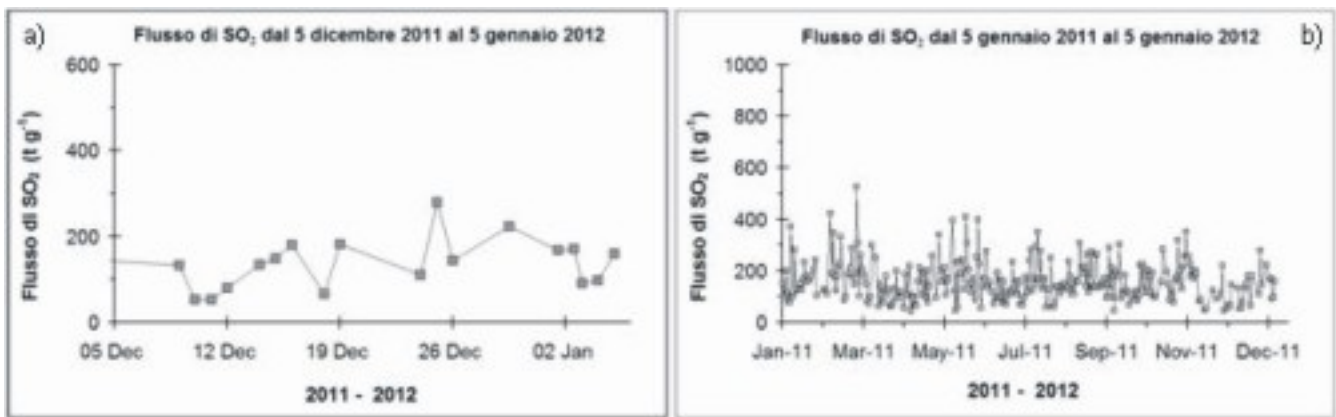 a)
Flusso di SO₂ dal 5 dicembre 2011 al 5 gennaio 2012
600
400
200
0
Flusso di SO₂ (t g⁻¹)
05 Dec 12 Dec 19 Dec 26 Dec 02 Jan
2011 - 2012
Flusso di SO₂ dal 5 gennaio 2011 al 5 gennaio 2012
b)
1000
800
600
400
200
0
Flusso di SO₂ (t g⁻¹)
Jan-11 Mar-11 May-11 Jul-11 Sep-11 Nov-11 Dec-11
2011 - 2012